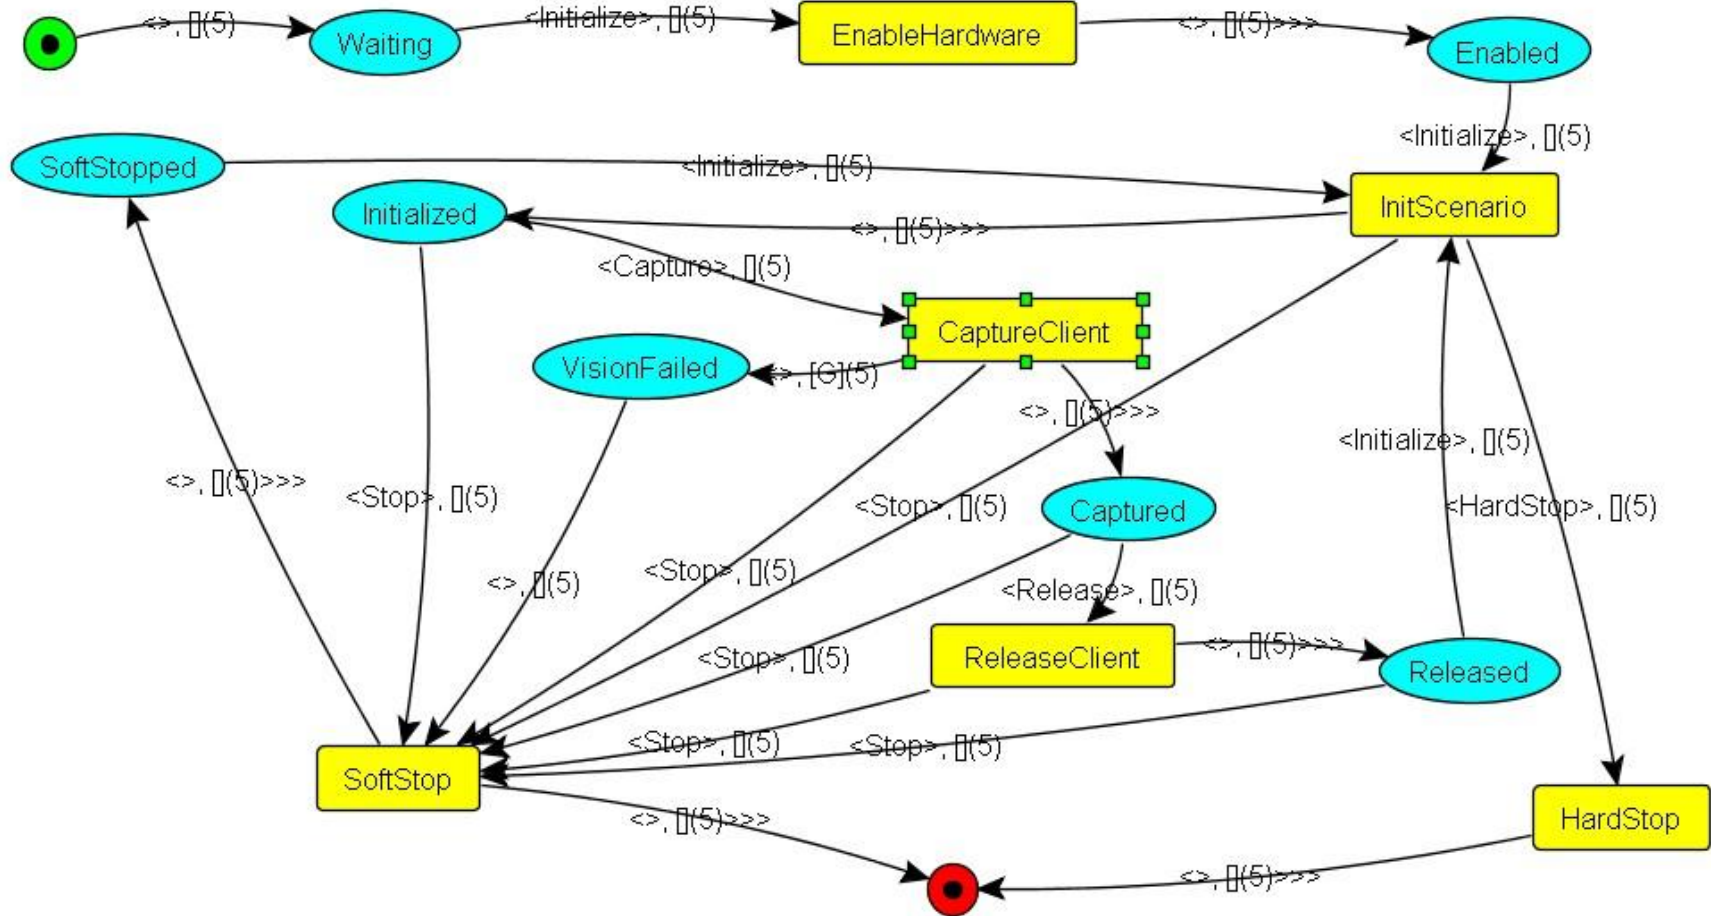 <>, [](5)
Waiting
<Initialize>, [](5)
EnableHardware
<>, [](5)>>>
Enabled
<Initialize>, [](5)
SoftStopped
<Initialize>, [](5)
InitScenario
Initialized
<>, [](5)>>>
<Capture>, [](5)
CaptureClient
VisionFailed
<>, [G](5)
<>, [](5)>>>
<Initialize>, [](5)
<>, [](5)>>>
<Stop>, [](5)
<Stop>, [](5)
Captured
<HardStop>, [](5)
<>, [](5)
<Stop>, [](5)
<Release>, [](5)
<Stop>, [](5)
ReleaseClient
<>, [](5)>>>
Released
<Stop>, [](5)
<Stop>, [](5)
SoftStop
<>, [](5)>>>
HardStop
<>, [](5)>>>